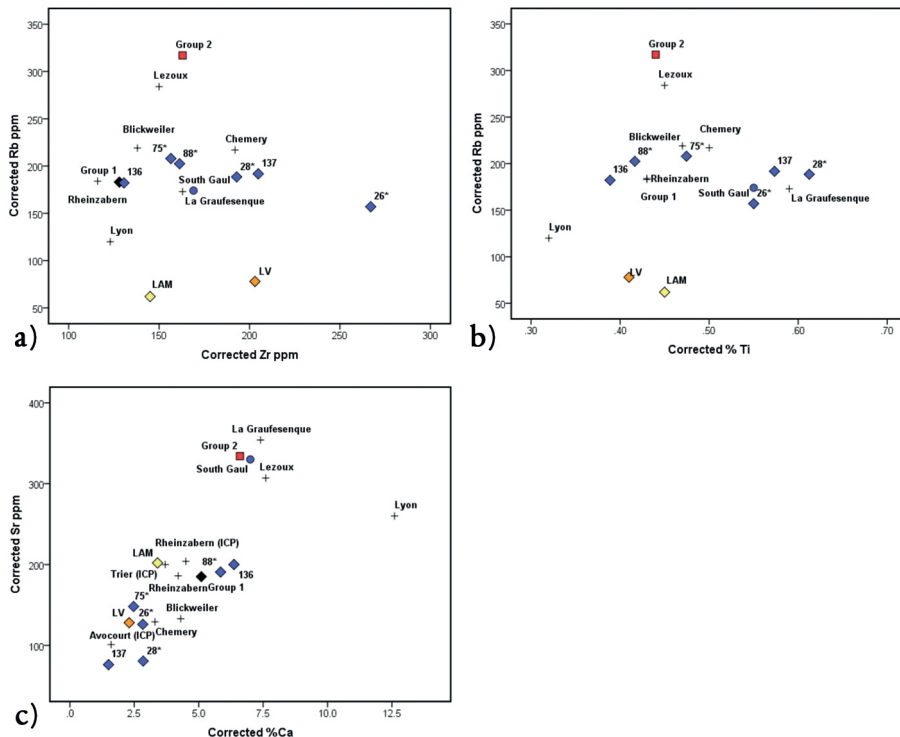 350
300
250
200
150
100
50
Corrected Rb ppm
Group 2
Lezoux
Blickweiler
Chemery
75*
88*
28*
137
Group 1
136
South Gaul
Rheinzabern
La Graufesenque
26*
Lyon
LV
LAM
100
150
200
250
300
Corrected Zr ppm
a)
350
300
250
200
150
100
50
Corrected Rb ppm
Group 2
Lezoux
Blickweiler
Chemery
75*
88*
137
28*
Rheinzabern
Group 1
South Gaul
26*
La Graufesenque
Lyon
LV
LAM
.30
.40
.50
.60
.70
Corrected % Ti
b)
400
300
200
100
Corrected Sr ppm
La Graufesenque
Group 2
South Gaul
Lezoux
Lyon
Rheinzabern (ICP)
LAM
88*
Trier (ICP)
136
Rheinzabern
Group 1
75*
LV
26*
Blickweiler
Avocourt (ICP)
Chemery
137
28*
.0
2.5
5.0
7.5
10.0
12.5
Corrected %Ca
c)